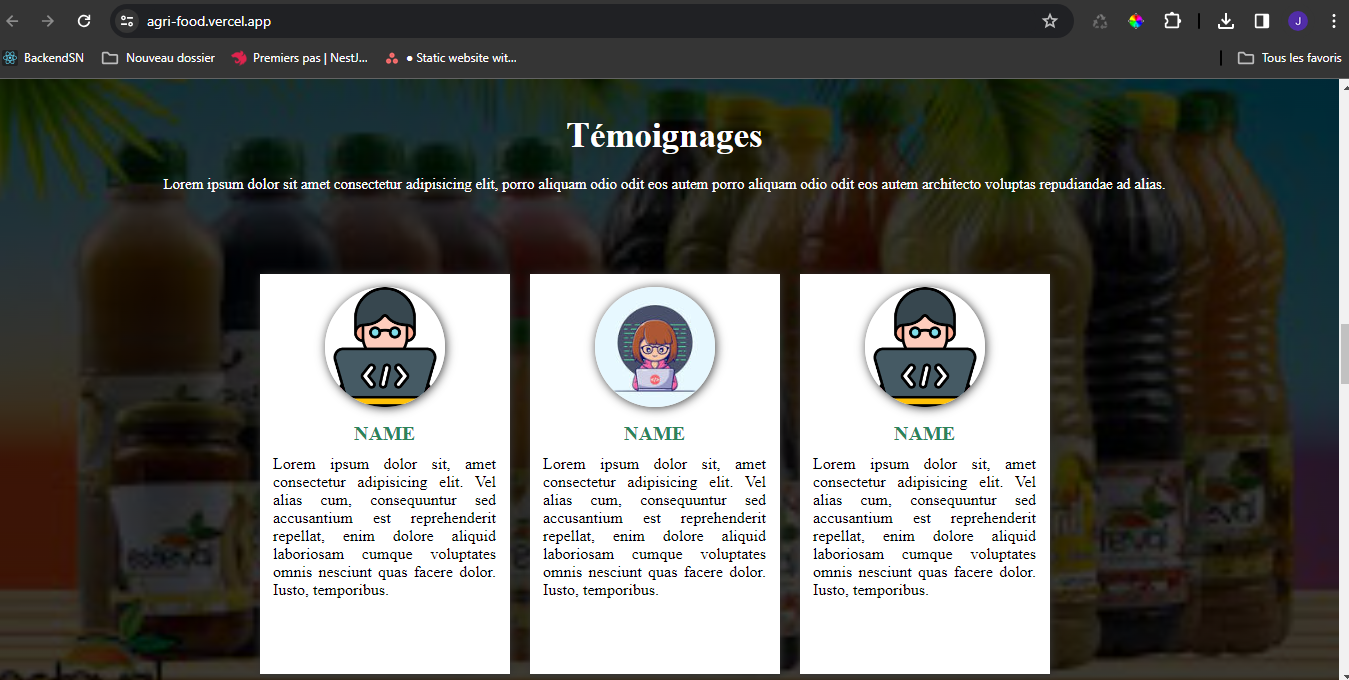 agri-food.vercel.app
J
BackendSN
Nouveau dossier
Premiers pas | NestJ...
● Static website wit...
Tous les favoris
Témoignages
Lorem ipsum dolor sit amet consectetur adipisicing elit, porro aliquam odio odit eos autem porro aliquam odio odit eos autem architecto voluptas repudiandae ad alias.
</>
NAME
Lorem ipsum dolor sit, amet
consectetur adipisicing elit. Vel
alias cum, consequuntur sed
accusantium est reprehenderit
repellat, enim dolore aliquid
laboriosam cumque voluptates
omnis nesciunt quas facere dolor.
Iusto, temporibus.
NAME
Lorem ipsum dolor sit, amet
consectetur adipisicing elit. Vel
alias cum, consequuntur sed
accusantium est reprehenderit
repellat, enim dolore aliquid
laboriosam cumque voluptates
omnis nesciunt quas facere dolor.
Iusto, temporibus.
</>
NAME
Lorem ipsum dolor sit, amet
consectetur adipisicing elit. Vel
alias cum, consequuntur sed
accusantium est reprehenderit
repellat, enim dolore aliquid
laboriosam cumque voluptates
omnis nesciunt quas facere dolor.
Iusto, temporibus.